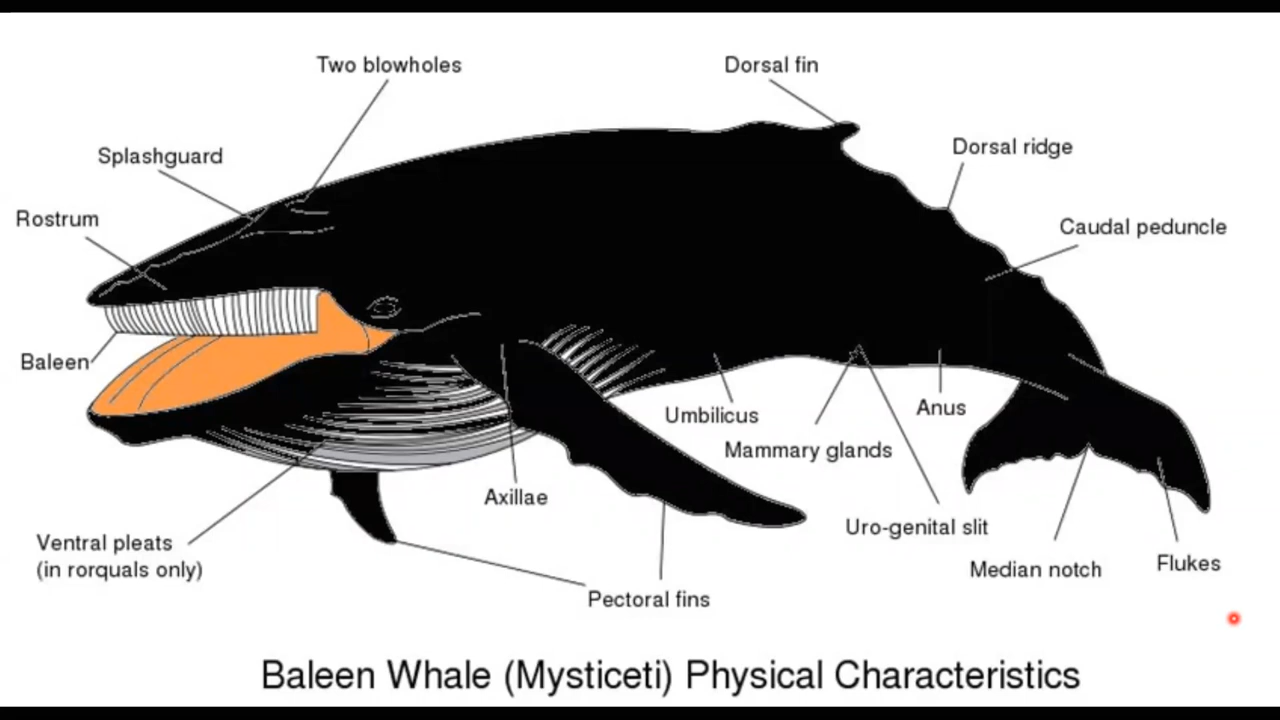 Two blowholes
Dorsal fin
Splashguard
Dorsal ridge
Rostrum
Caudal peduncle
Baleen
Umbilicus
Anus
Mammary glands
Axillae
Uro-genital slit
Ventral pleats
(in rorquals only)
Median notch
Flukes
Pectoral fins
Baleen Whale (Mysticeti) Physical Characteristics